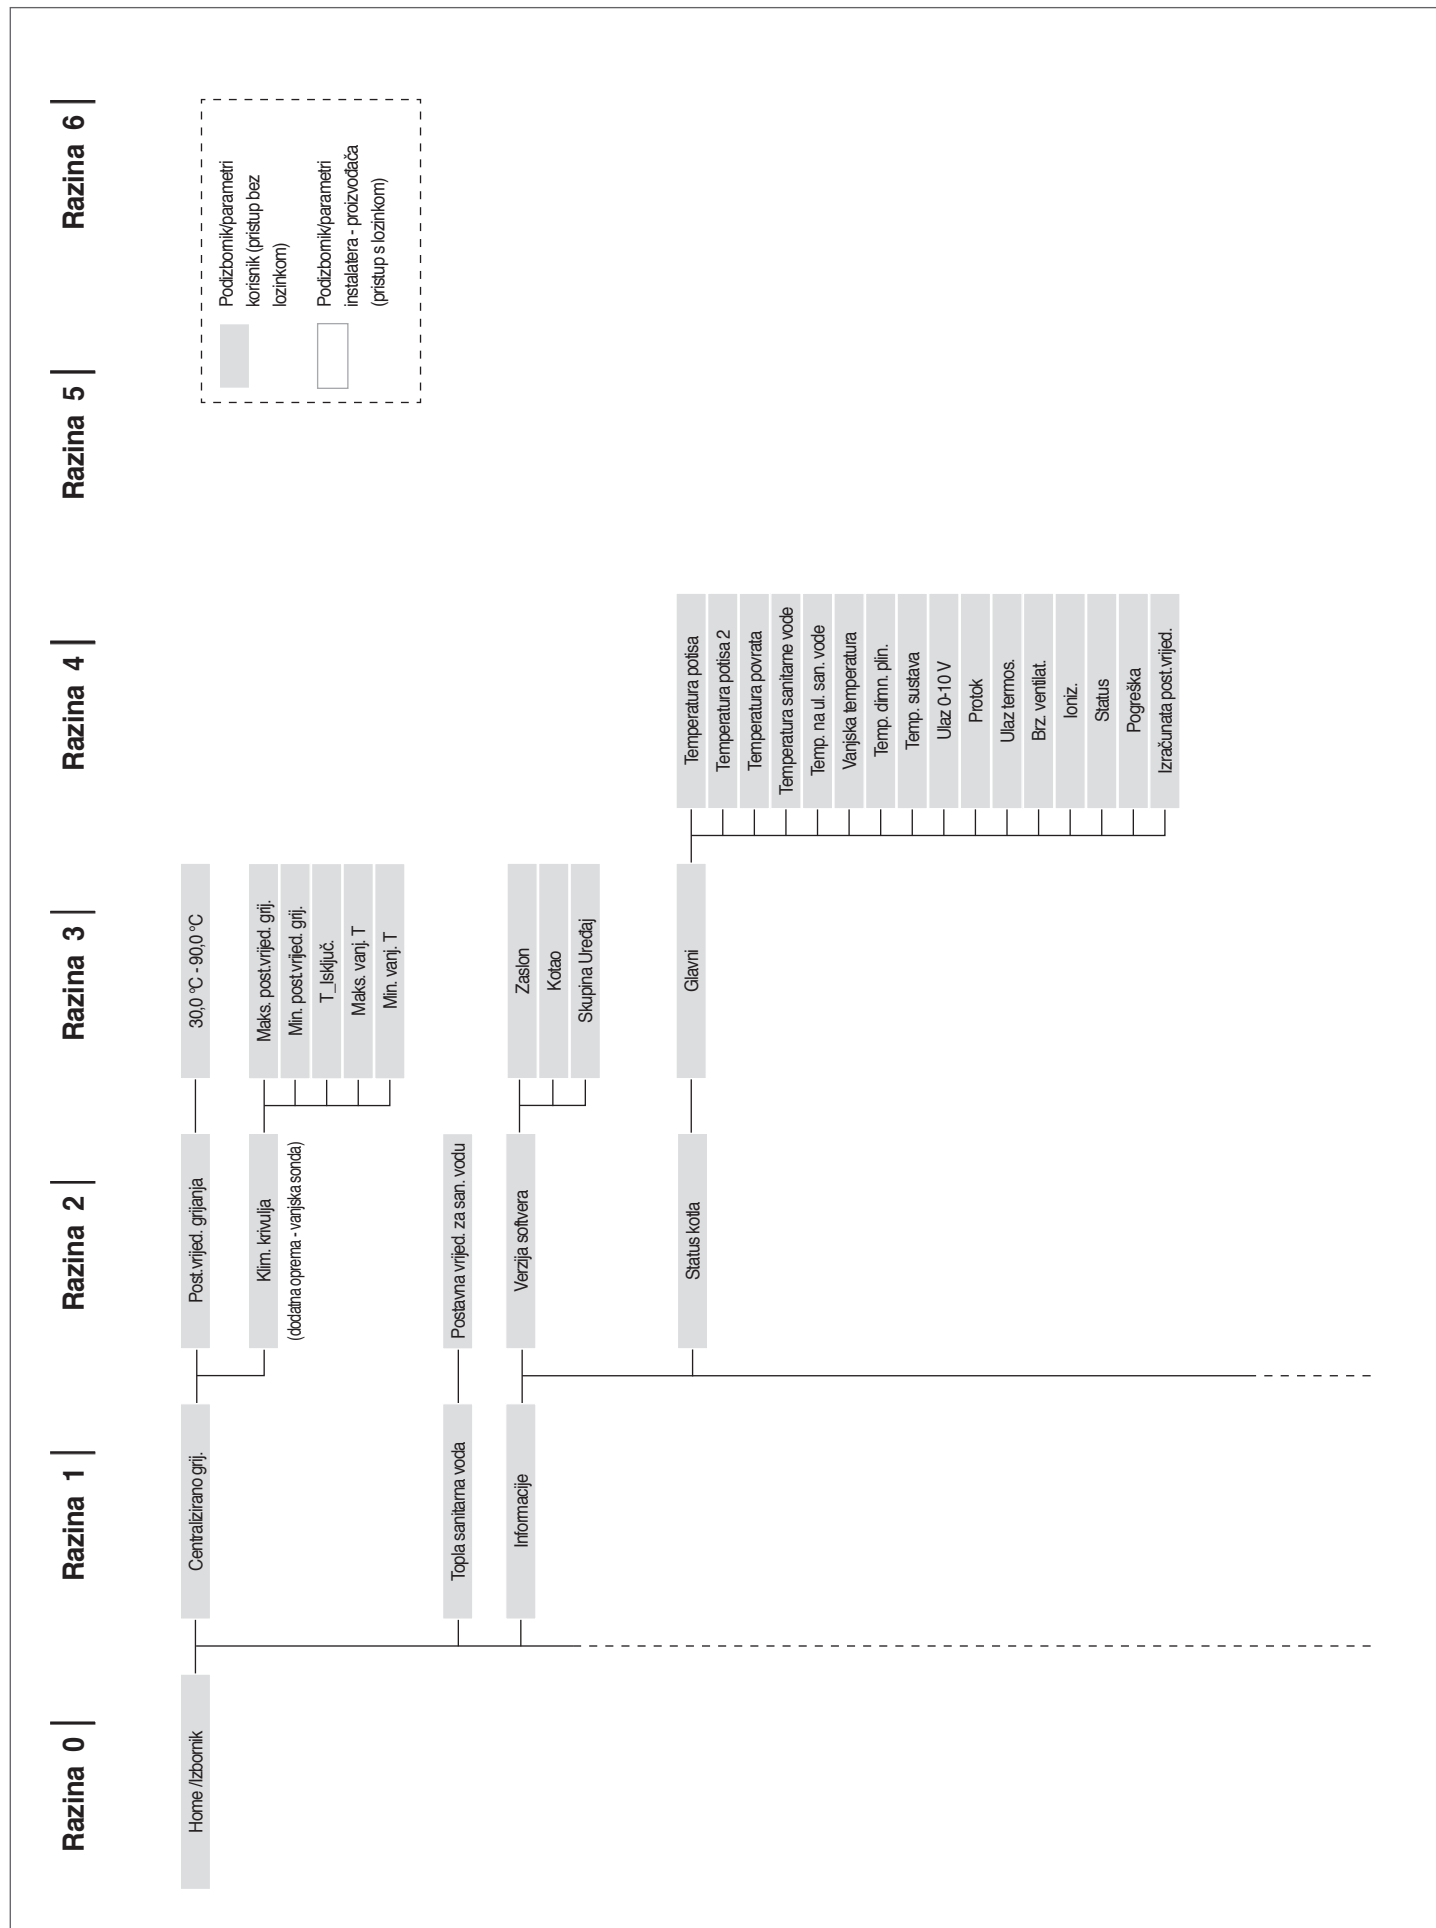 Razina 0
Razina 1
Razina 2
Razina 3
Razina 4
Razina 5
Razina 6
Podizbornik/parametri
korisnik (pristup bez
lozinkom)
Podizbornik/parametri
instalatera - proizvođača
(pristup s lozinkom)
Home /Izbornik
Centralizirano grij.
Post.vrijed. grijanja
30,0 °C - 90,0 °C
Klim. krivulja
(dodatna oprema - vanjska sonda)
Maks. post.vrijed. grij.
Min. post.vrijed. grij.
T_Isključ.
Maks. vanj. T
Min. vanj. T
Topla sanitarna voda
Postavna vrijed. za san. vodu
Informacije
Verzija softvera
Zaslon
Kotao
Skupina Uređaj
Status kotla
Glavni
Temperatura potisa
Temperatura potisa 2
Temperatura povrata
Temperatura sanitarne vode
Temp. na ul. san. vode
Vanjska temperatura
Temp. dimn. plin.
Temp. sustava
Ulaz 0-10 V
Protok
Ulaz termos.
Brz. ventilat.
Ioniz.
Status
Pogreška
Izračunata post.vrijed.